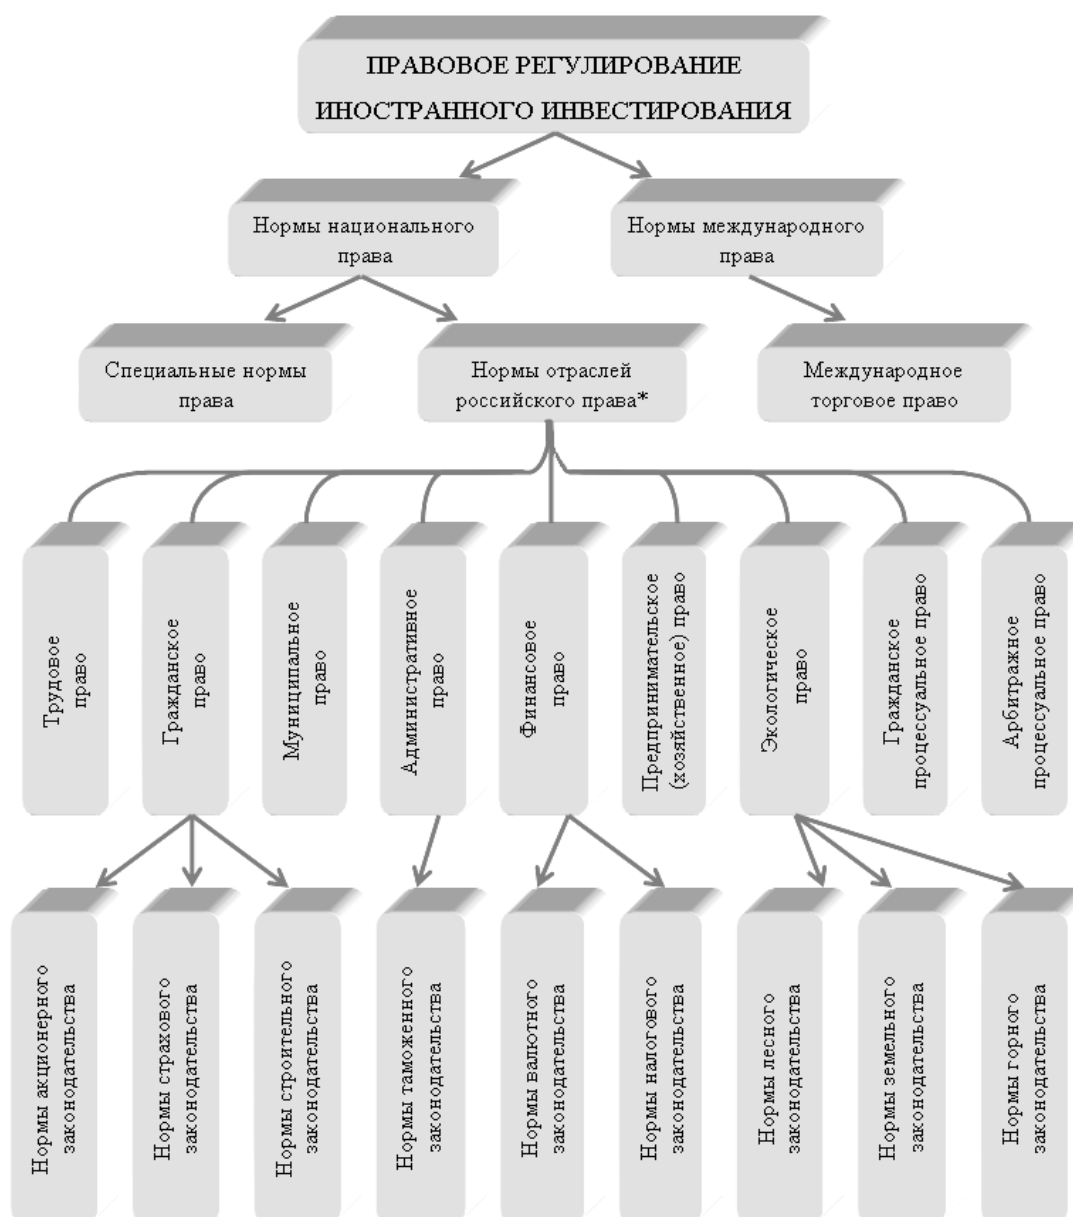 ПРАВОВОЕ РЕГУЛИРОВАНИЕ
ИНОСТРАННОГО ИНВЕСТИРОВАНИЯ
Нормы национального
права
Нормы международного
права
Специальные нормы
права
Нормы отраслей
российского права*
Международное
торговое право
Трудовое
право
Гражданское
право
Муниципальное
право
Административное
право
Финансовое
право
Предпринимательское
(хозяйственное) право
Экологическое
право
Гражданское
процессуальное право
Арбитражное
процессуальное право
Нормы акционерного
законодательства
Нормы страхового
законодательства
Нормы строительного
законодательства
Нормы таможенного
законодательства
Нормы валютного
законодательства
Нормы налогового
законодательства
Нормы лесного
законодательства
Нормы земельного
законодательства
Нормы горного
законодательства